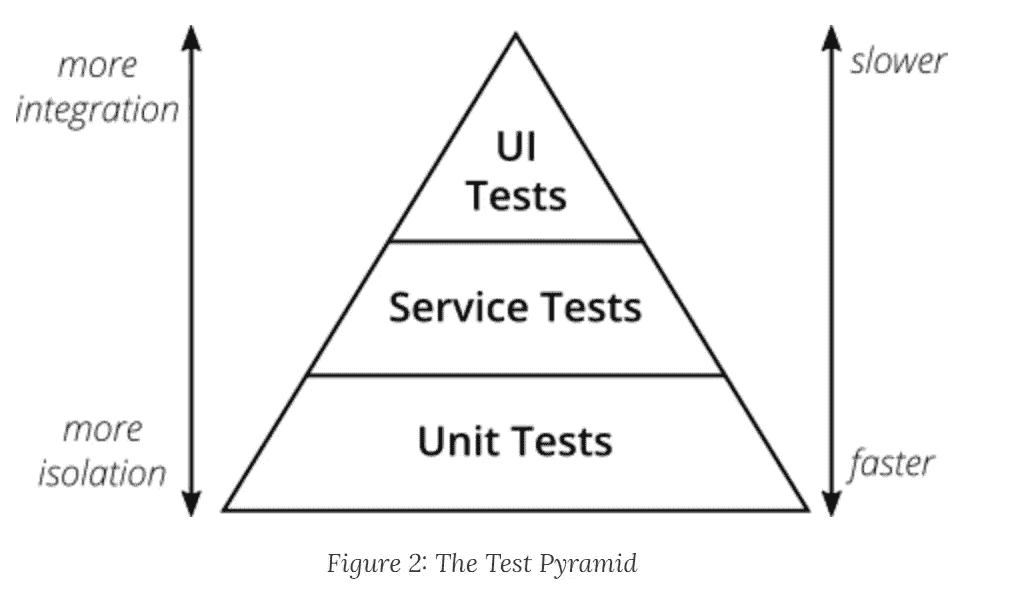 more
integration
slower
UI
Tests
Service Tests
more
isolation
Unit Tests
faster
Figure 2: The Test Pyramid